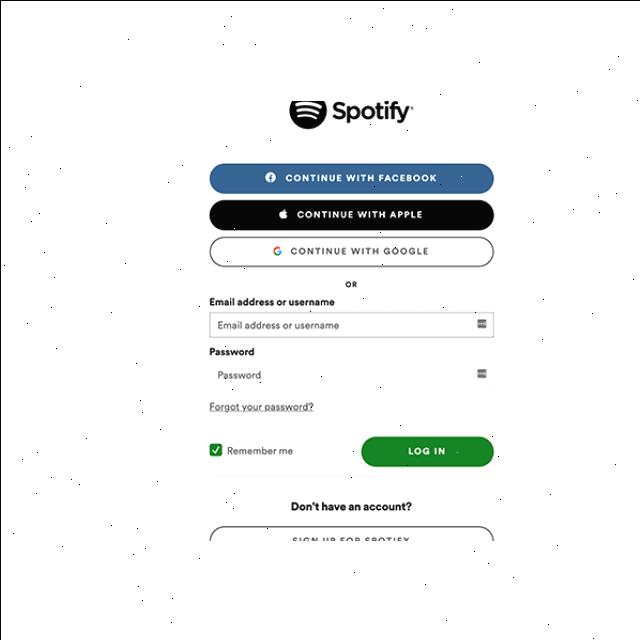 Spotify
CONTINUE WITH FACEBOOK
CONTINUE WITH APPLE
CONTINUE WITH GOOGLE
OR
Email address or username
Email address or username
Password
Password
Forgot your password?
Remember me
LOG IN
Don't have an account?
SIGN UP FOR SPOTIFY